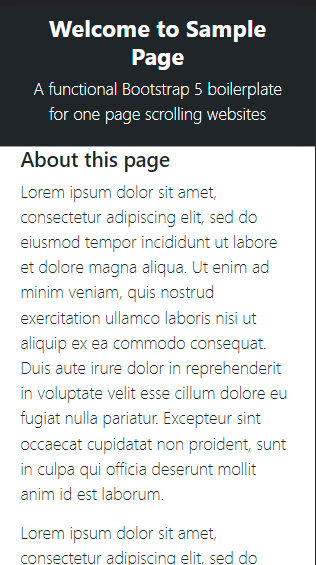 Welcome to Sample
Page
A functional Bootstrap 5 boilerplate
for one page scrolling websites
About this page
Lorem ipsum dolor sit amet,
consectetur adipiscing elit, sed do
eiusmod tempor incididunt ut labore
et dolore magna aliqua. Ut enim ad
minim veniam, quis nostrud
exercitation ullamco laboris nisi ut
aliquip ex ea commodo consequat.
Duis aute irure dolor in reprehenderit
in voluptate velit esse cillum dolore eu
fugiat nulla pariatur. Excepteur sint
occaecat cupidatat non proident, sunt
in culpa qui officia deserunt mollit
anim id est laborum.
Lorem ipsum dolor sit amet,
consectetur adipiscing elit, sed do